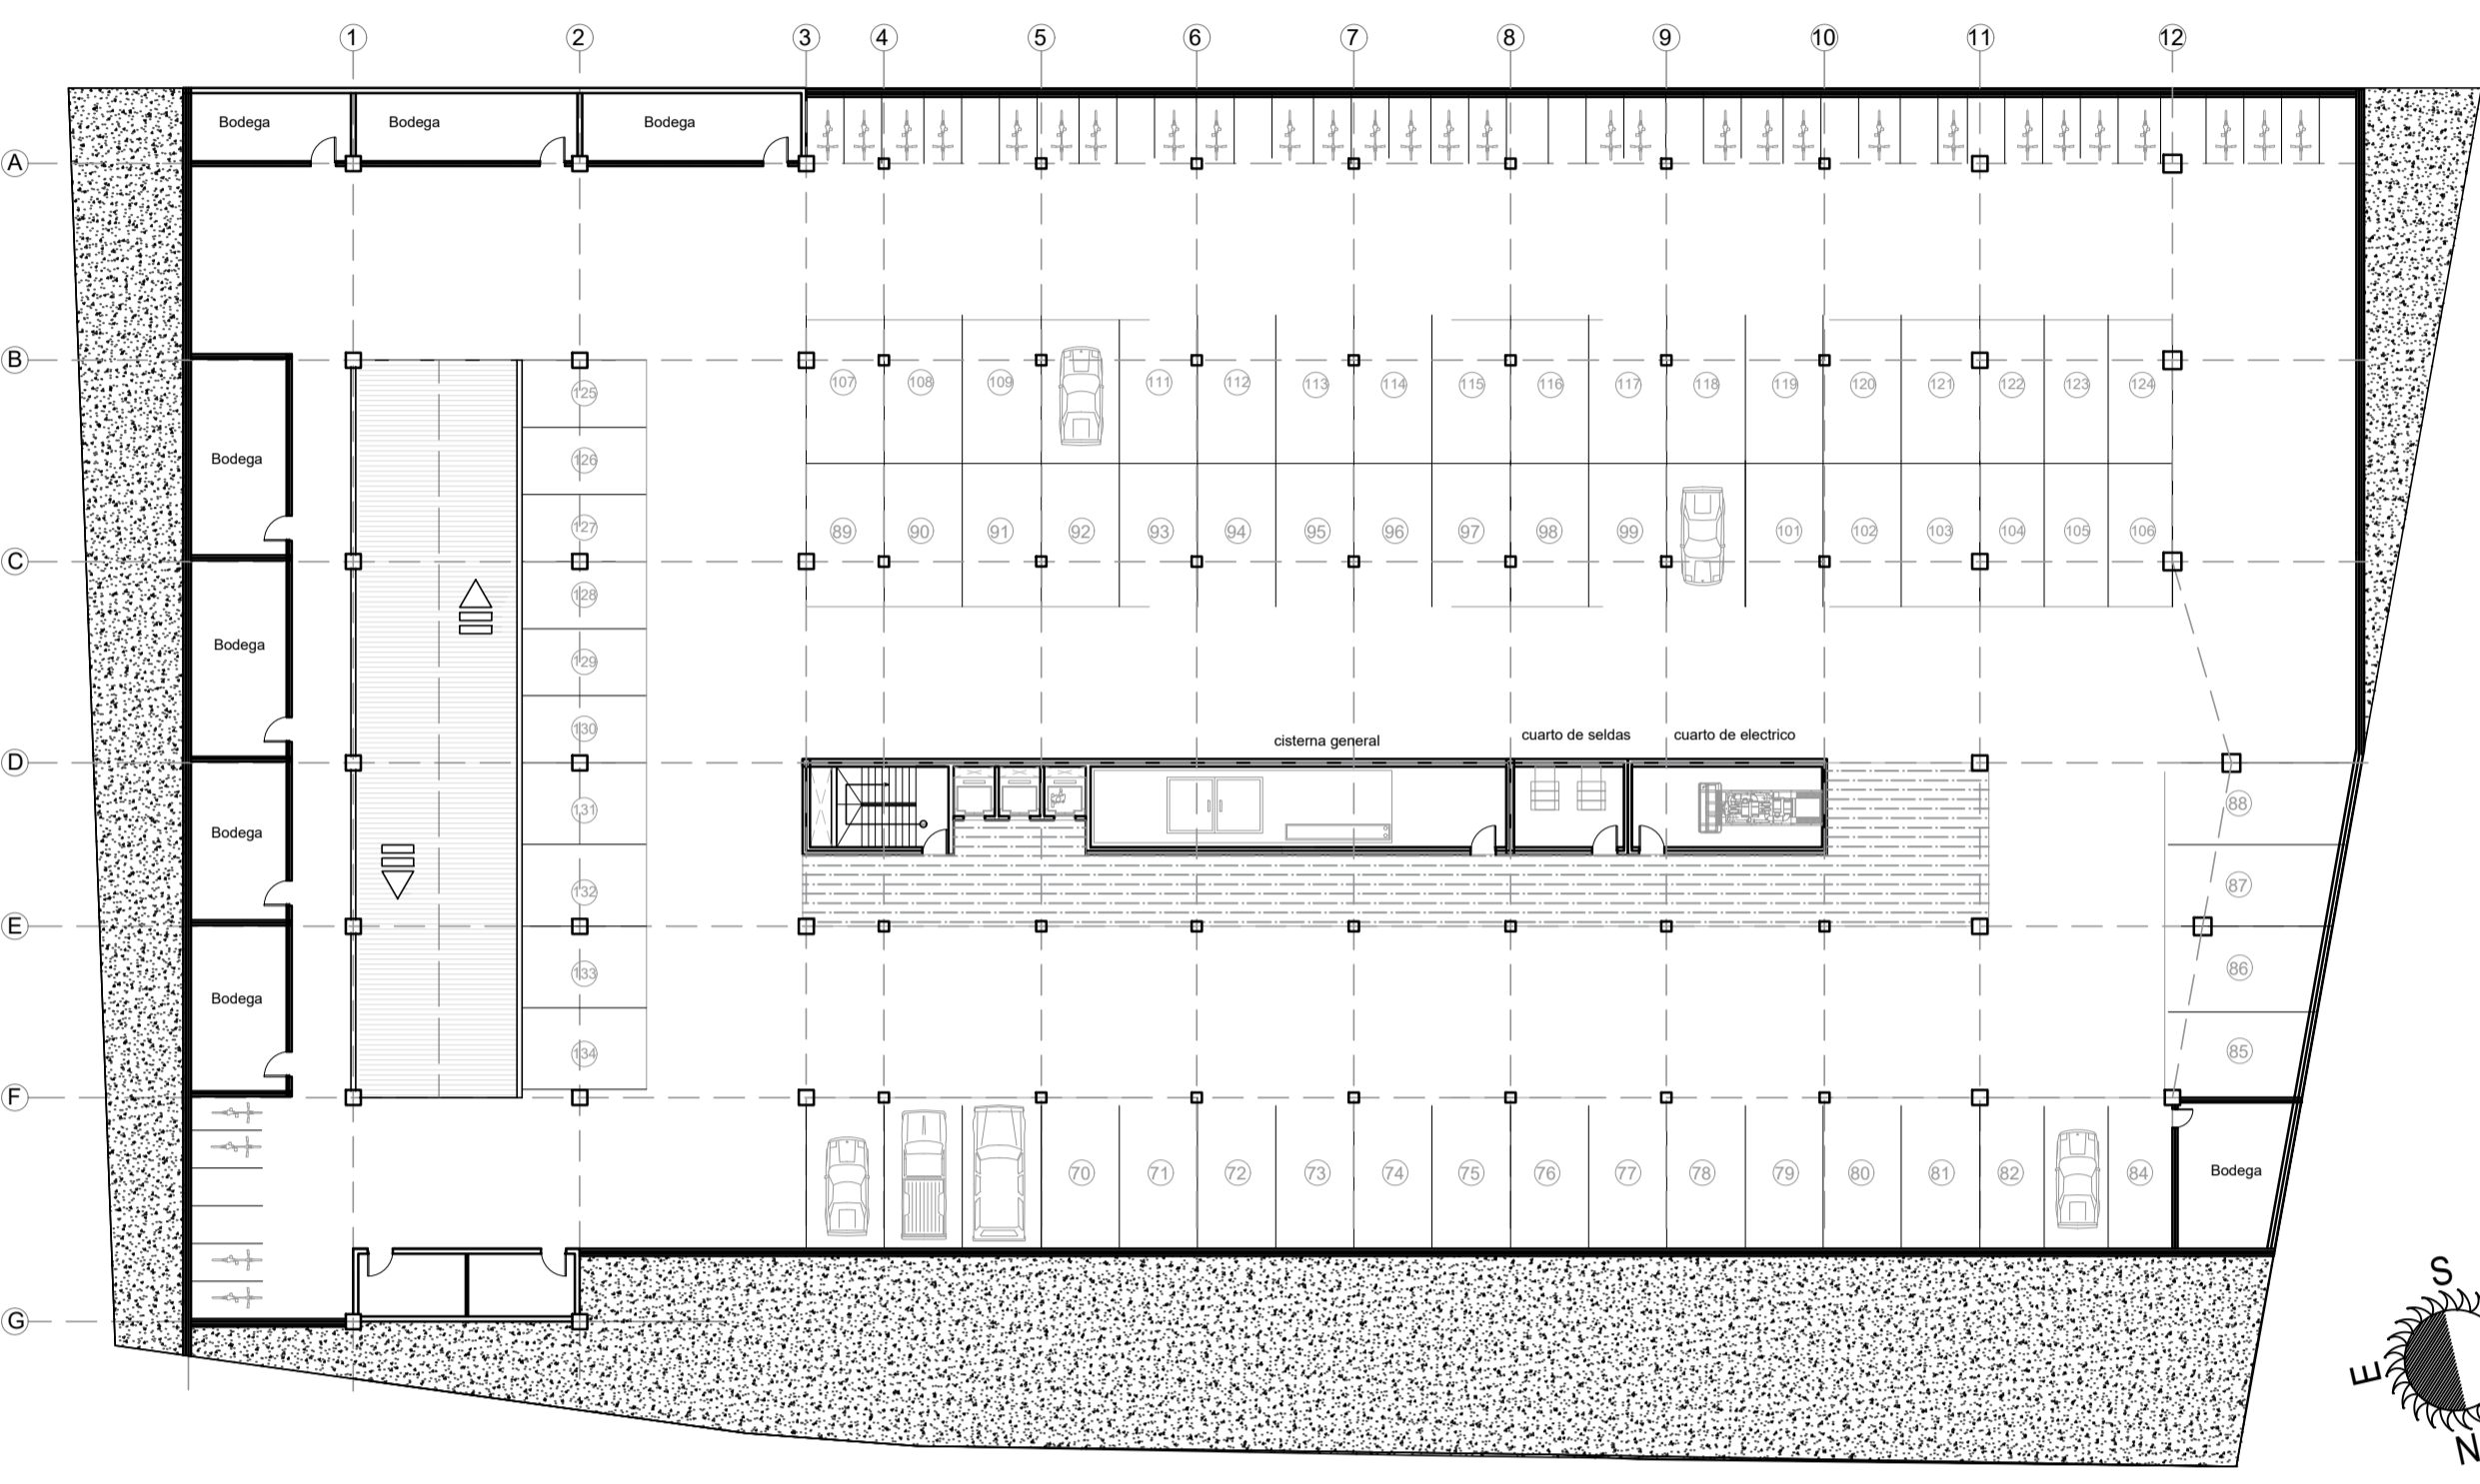 1 2 3 4 5 6 7 8 9 10 11 12
A
Bodega Bodega Bodega
B
107 108 109 111 112 113 114 115 116 117 118 119 120 121 122 123 124
125
126
Bodega
127
89 90 91 92 93 94 95 96 97 98 99 101 102 103 104 105 106
C
128
Bodega
129
130
cisterna general cuarto de seldas cuarto de electrico
D
131
88
Bodega
132
87
E
133
86
Bodega
134
85
F
70 71 72 73 74 75 76 77 78 79 80 81 82 84
Bodega
G
S
E
N